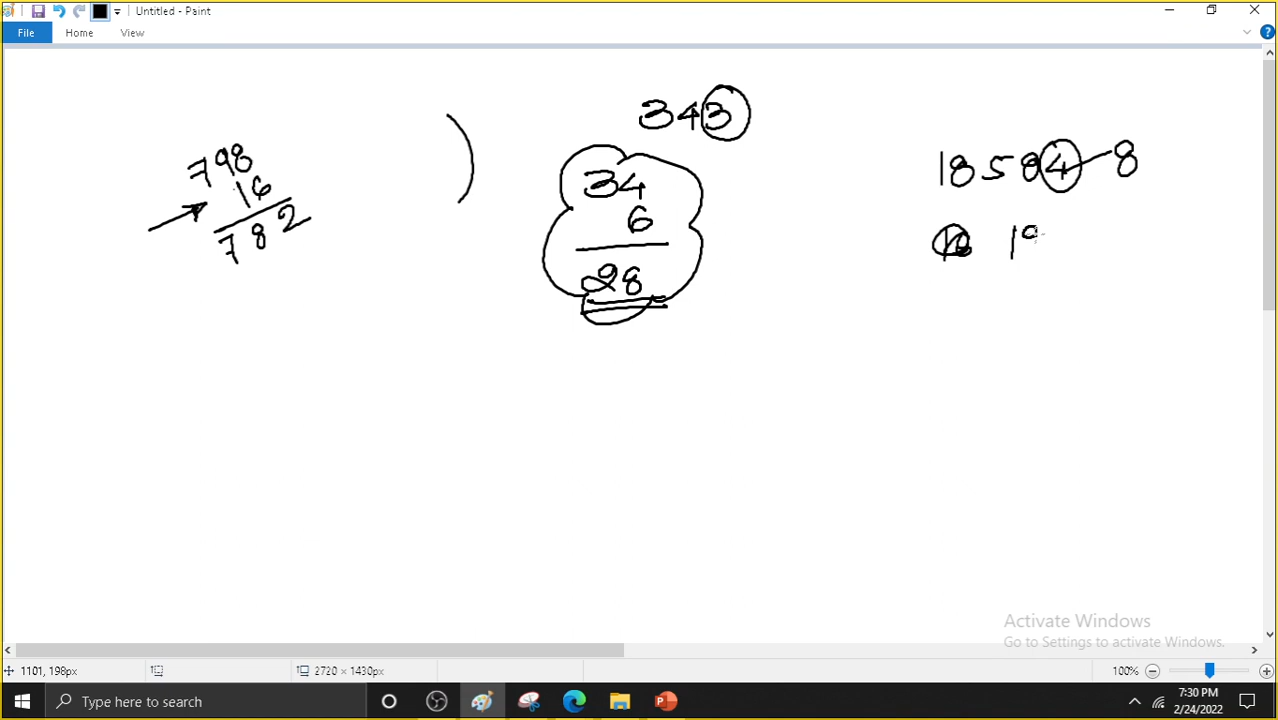 Untitled - Paint
File Home View
343
798
16
782
34
6
28
18584 8
19
Activate Windows
Go to Settings to activate Windows.
1101, 198px
2720 × 1430px
100%
Type here to search
7:30 PM
2/24/2022